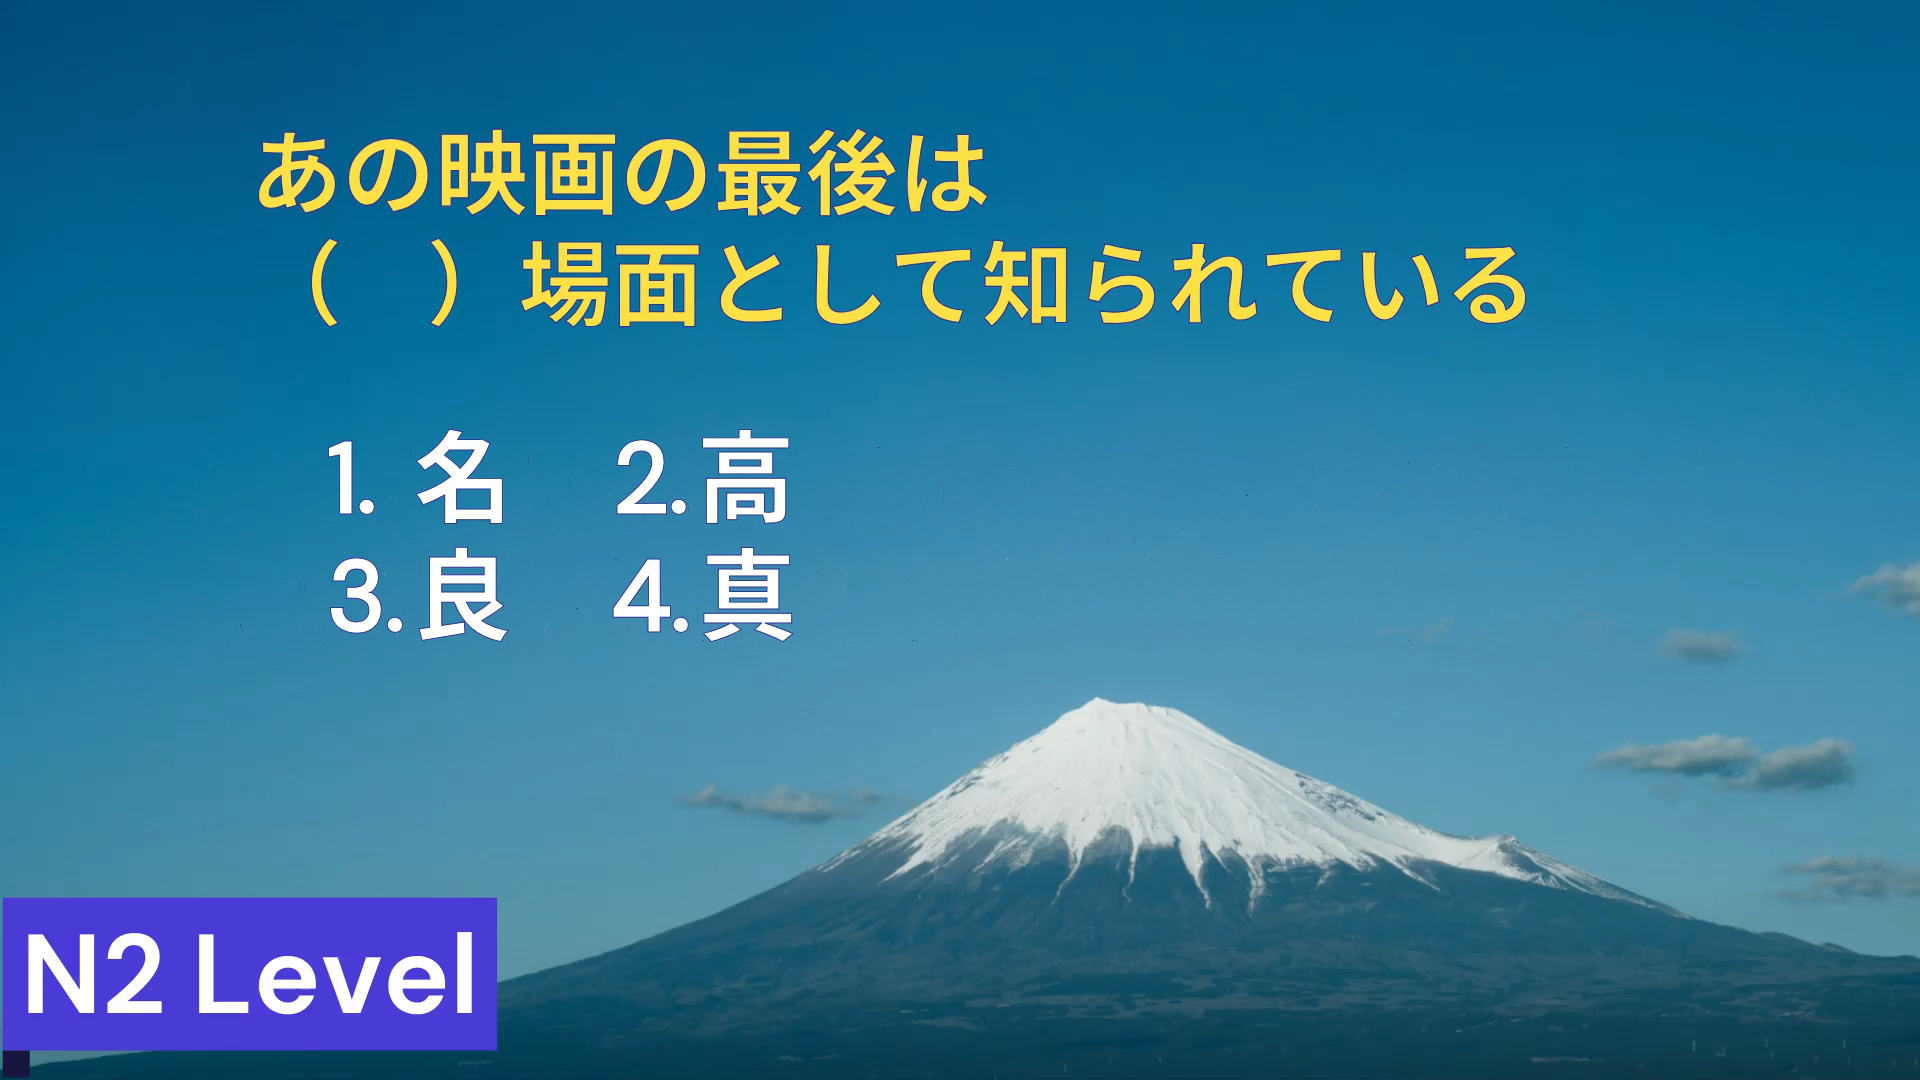 あの映画の最後は
（　）場面として知られている
1. 名　2.高
3.良　4.真
N2 Level